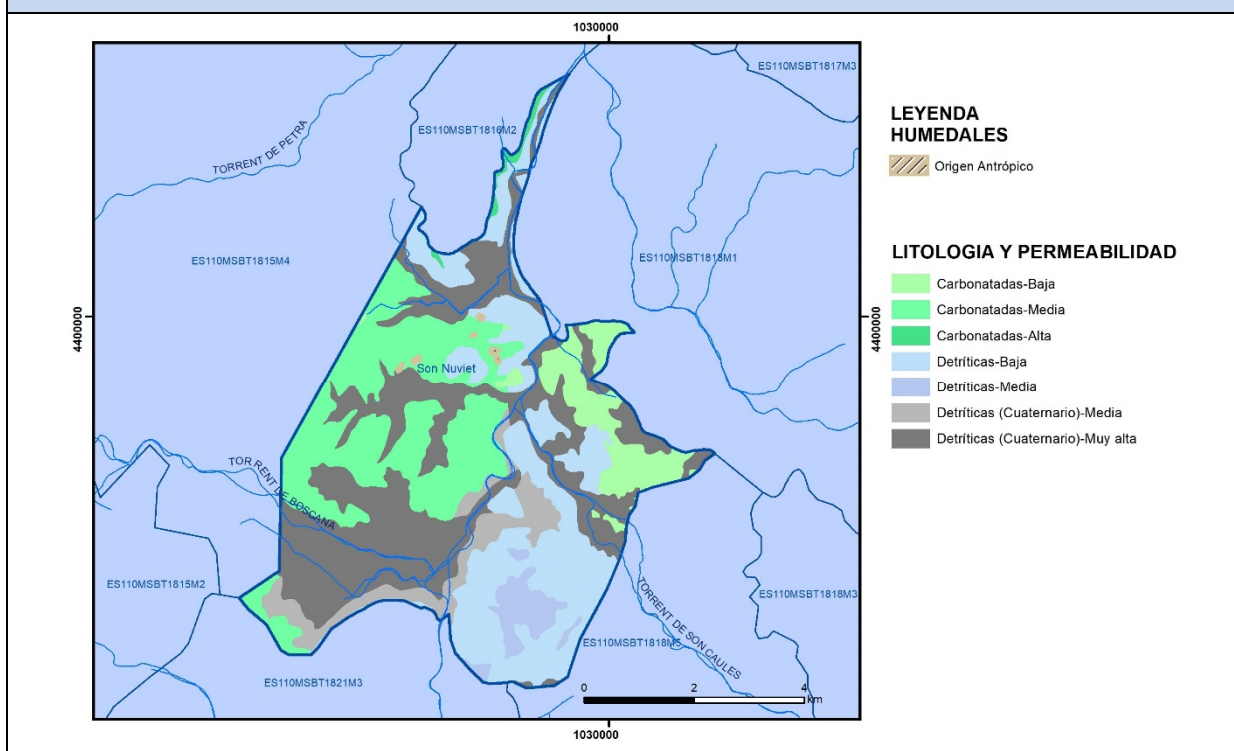 1030000
ES110MSBT1817M3
ES110MSBT1816M2
TORRENT DE PETRA
ES110MSBT1815M4
ES110MSBT1818M1
4400000
4400000
Son Nuviet
TORRENT DE BOSCANA
ES110MSBT1815M2
ES110MSBT1818M3
TORRENT DE SON CAULES
ES110MSBT1818M5
ES110MSBT1821M3
0 2 4
km
1030000
LEYENDA
HUMEDALES
Origen Antrópico
LITOLOGIA Y PERMEABILIDAD
Carbonatadas-Baja
Carbonatadas-Media
Carbonatadas-Alta
Detríticas-Baja
Detríticas-Media
Detríticas (Cuaternario)-Media
Detríticas (Cuaternario)-Muy alta